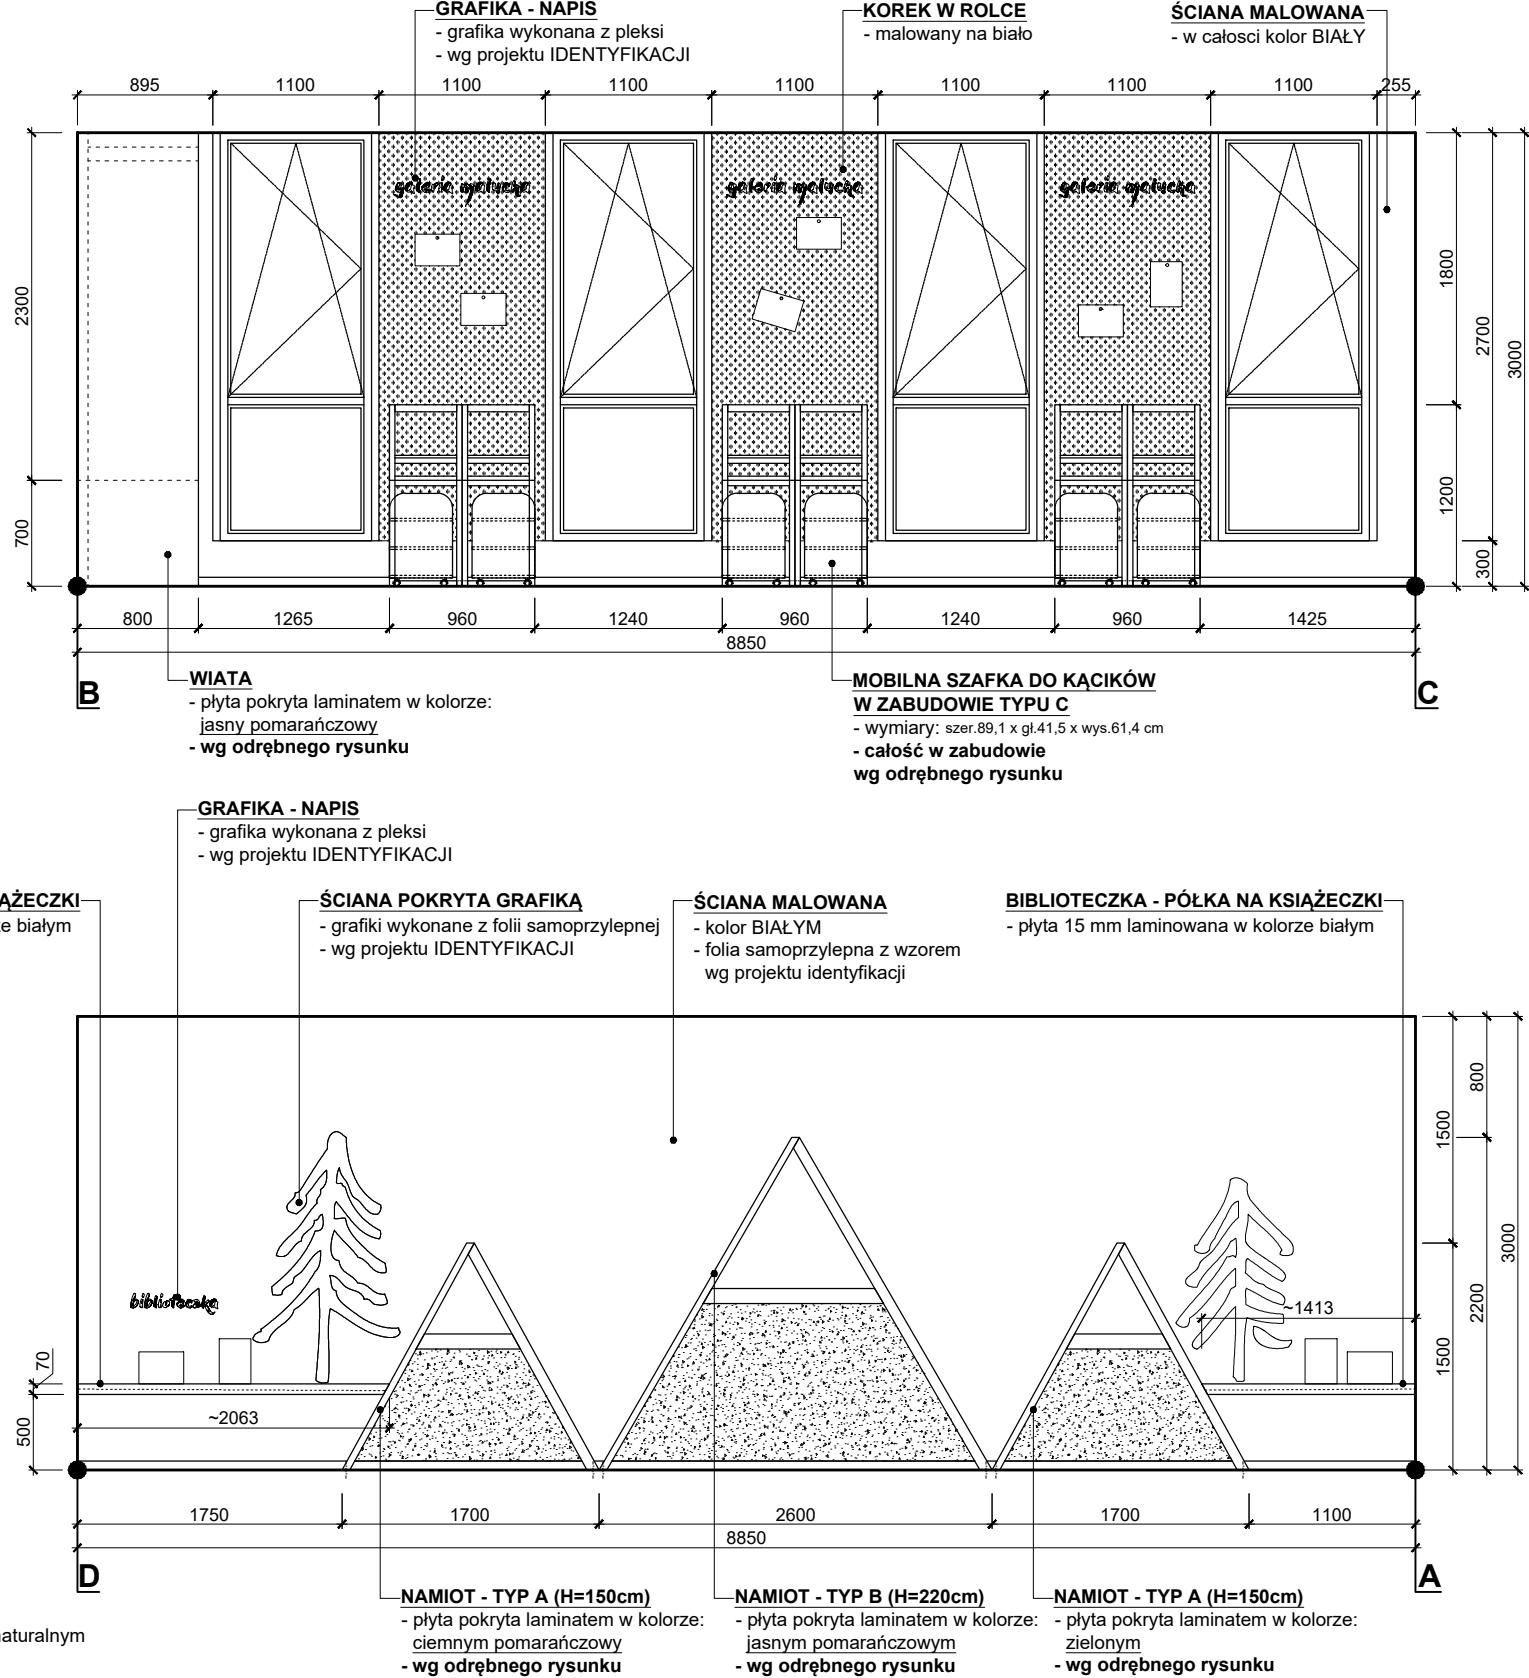 GRAFIKA - NAPIS
- grafika wykonana z pleksi
- wg projektu IDENTYFIKACJI
KOREK W ROLCE
- malowany na biało
ŚCIANA MALOWANA
- w całosci kolor BIAŁY
895 1100 1100 1100 1100 1100 1100 1100 255
galeria malucha galeria malucha galeria malucha
2300
700
1800
1200
2700
300
3000
800 1265 960 1240 960 1240 960 1425
8850
B
C
WIATA
- płyta pokryta laminatem w kolorze:
jasny pomarańczowy
- wg odrębnego rysunku
MOBILNA SZAFKA DO KĄCIKÓW
W ZABUDOWIE TYPU C
- wymiary: szer.89,1 x gł.41,5 x wys.61,4 cm
- całość w zabudowie
wg odrębnego rysunku
GRAFIKA - NAPIS
- grafika wykonana z pleksi
- wg projektu IDENTYFIKACJI
ĄŻECZKI
e białym
ŚCIANA POKRYTA GRAFIKĄ
- grafiki wykonane z folii samoprzylepnej
- wg projektu IDENTYFIKACJI
ŚCIANA MALOWANA
- kolor BIAŁYM
- folia samoprzylepna z wzorem
wg projektu identyfikacji
BIBLIOTECZKA - PÓŁKA NA KSIĄŻECZKI
- płyta 15 mm laminowana w kolorze białym
biblioteczka
70
500
~2063
~1413
1500
1500
800
2200
3000
1750 1700 2600 1700 1100
8850
D
A
NAMIOT - TYP A (H=150cm)
- płyta pokryta laminatem w kolorze:
ciemnym pomarańczowy
- wg odrębnego rysunku
NAMIOT - TYP B (H=220cm)
- płyta pokryta laminatem w kolorze:
jasnym pomarańczowym
- wg odrębnego rysunku
NAMIOT - TYP A (H=150cm)
- płyta pokryta laminatem w kolorze:
zielonym
- wg odrębnego rysunku
aturalnym